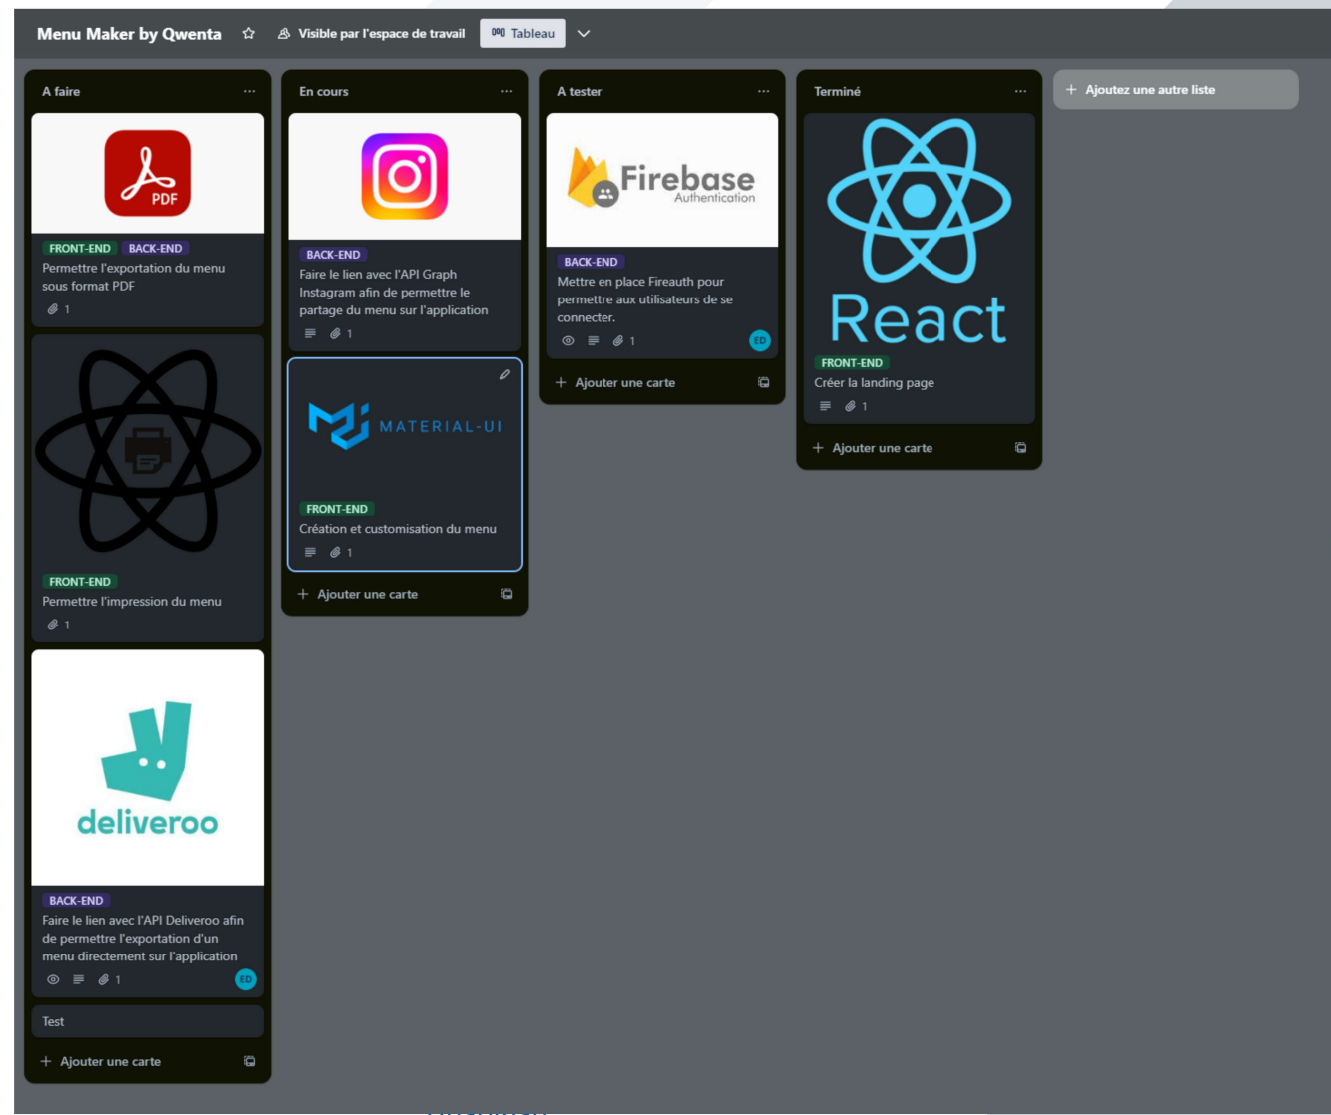 Menu Maker by Qwenta
Visible par l'espace de travail
Tableau
A faire
PDF
FRONT-END BACK-END
Permettre l'exportation du menu
sous format PDF
1
FRONT-END
Permettre l'impression du menu
1
deliveroo
BACK-END
Faire le lien avec l'API Deliveroo afin
de permettre l'exportation d'un
menu directement sur l'application
1
ED
Test
+ Ajouter une carte
En cours
BACK-END
Faire le lien avec l'API Graph
Instagram afin de permettre le
partage du menu sur l'application
1
MATERIAL-UI
FRONT-END
Création et customisation du menu
1
+ Ajouter une carte
A tester
Firebase
Authentication
BACK-END
Mettre en place Fireauth pour
permettre aux utilisateurs de se
connecter.
1
ED
+ Ajouter une carte
Terminé
React
FRONT-END
Créer la landing page
1
+ Ajouter une carte
+ Ajoutez une autre liste